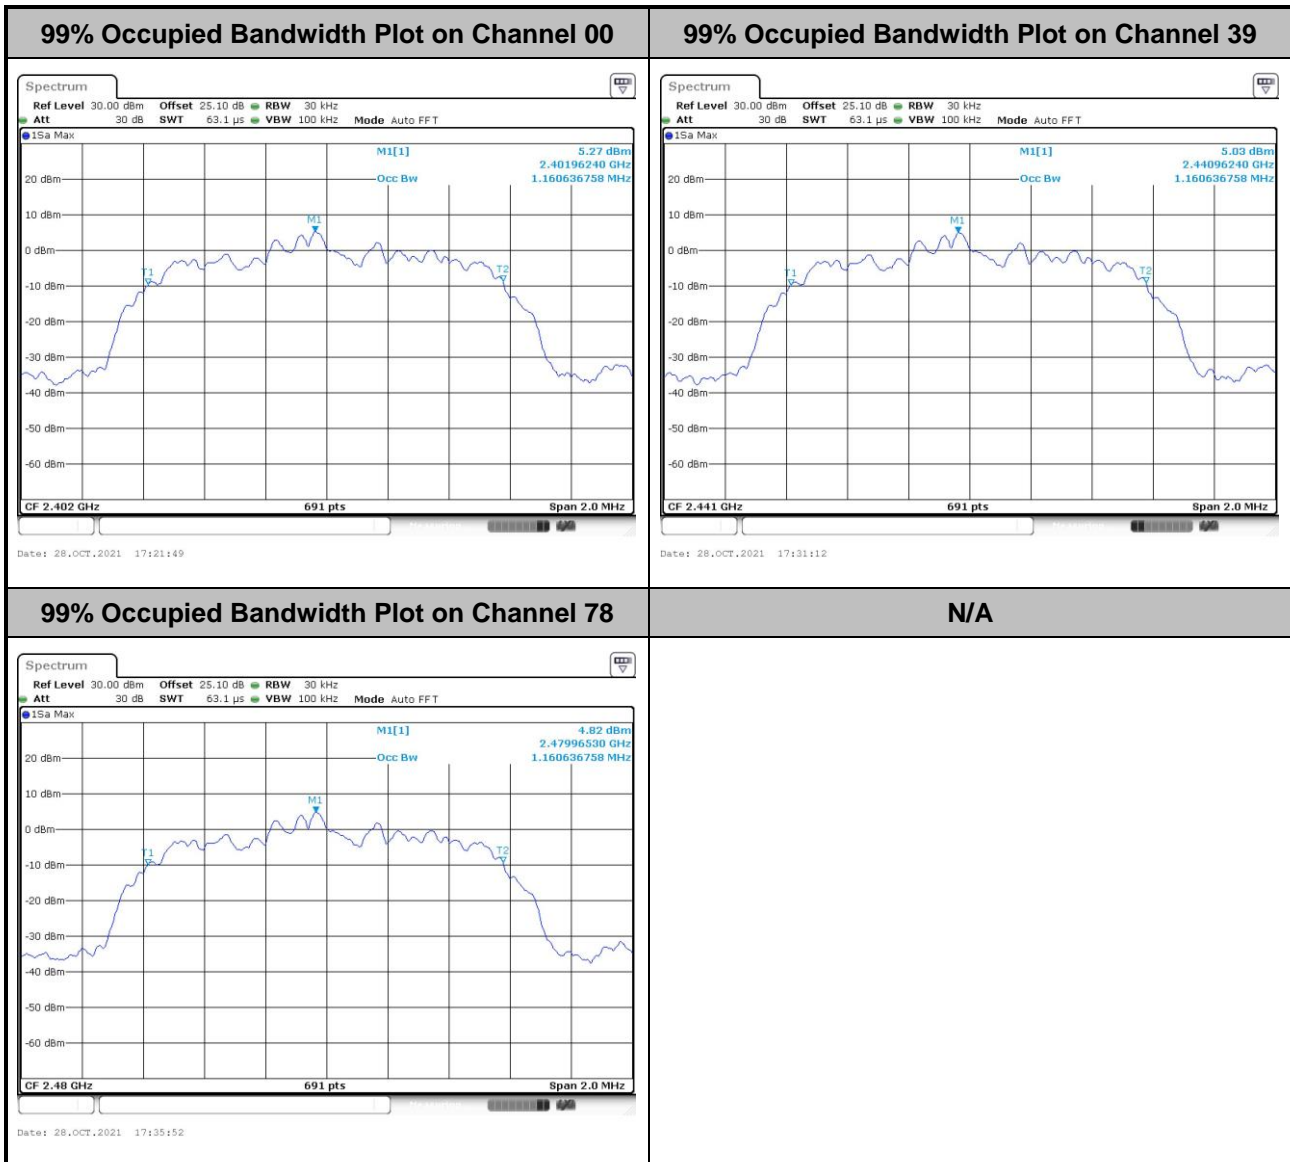 99% Occupied Bandwidth Plot on Channel 00
99% Occupied Bandwidth Plot on Channel 39
Spectrum
Ref Level 30.00 dBm Offset 25.10 dB RBW 30 kHz
Att 30 dB SWT 63.1 µs VBW 100 kHz Mode Auto FFT
1Sa Max
M1[1] 5.27 dBm
2.40196240 GHz
20 dBm Occ Bw 1.160636758 MHz
10 dBm
M1
0 dBm
T1
T2
-10 dBm
-20 dBm
-30 dBm
-40 dBm
-50 dBm
-60 dBm
CF 2.402 GHz 691 pts Span 2.0 MHz
Date: 28.OCT.2021 17:21:49
Spectrum
Ref Level 30.00 dBm Offset 25.10 dB RBW 30 kHz
Att 30 dB SWT 63.1 µs VBW 100 kHz Mode Auto FFT
1Sa Max
M1[1] 5.03 dBm
2.44096240 GHz
20 dBm Occ Bw 1.160636758 MHz
10 dBm
M1
0 dBm
T1
T2
-10 dBm
-20 dBm
-30 dBm
-40 dBm
-50 dBm
-60 dBm
CF 2.441 GHz 691 pts Span 2.0 MHz
Date: 28.OCT.2021 17:31:12
99% Occupied Bandwidth Plot on Channel 78
N/A
Spectrum
Ref Level 30.00 dBm Offset 25.10 dB RBW 30 kHz
Att 30 dB SWT 63.1 µs VBW 100 kHz Mode Auto FFT
1Sa Max
M1[1] 4.82 dBm
2.47996530 GHz
20 dBm Occ Bw 1.160636758 MHz
10 dBm
M1
0 dBm
T1
T2
-10 dBm
-20 dBm
-30 dBm
-40 dBm
-50 dBm
-60 dBm
CF 2.48 GHz 691 pts Span 2.0 MHz
Date: 28.OCT.2021 17:35:52